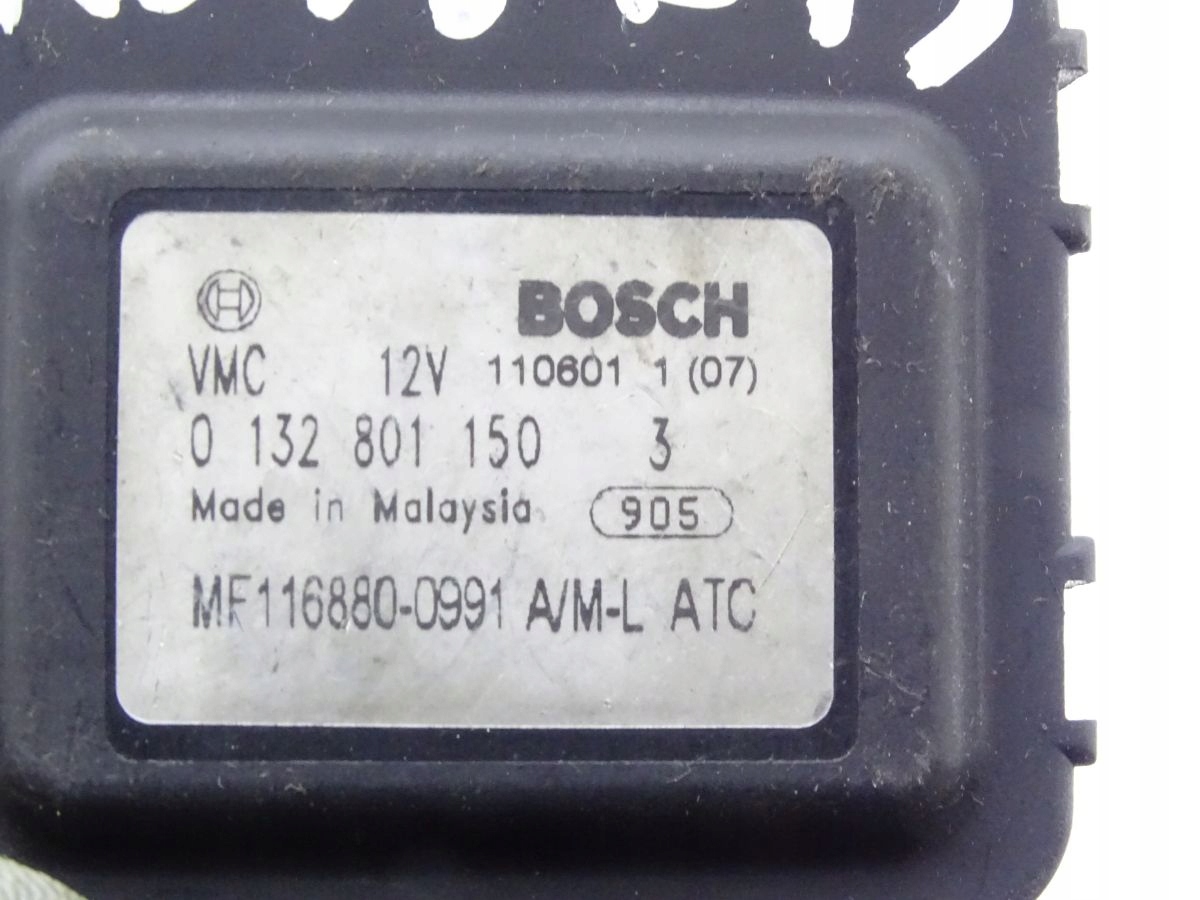 BOSCH
VMC 12V 110601 1 (07)
0 132 801 150 3
Made in Malaysia 905
MF116880-0991 A/M-L ATC